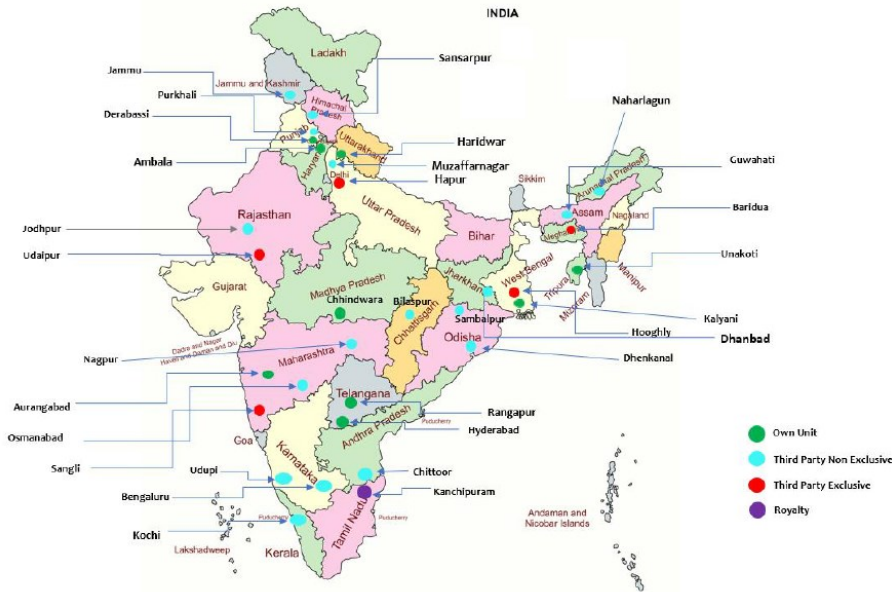 INDIA
Ladakh
Jammu
Jammu and Kashmir
Sansarpur
Purkhali
Himachal
Pradesh
Naharlagun
Derabassi
Punjab
Uttarakhand
Haridwar
Guwahati
Ambala
Haryana
Muzaffarnagar
Delhi
Hapur
Sikkim
Arunachal Pradesh
Baridua
Rajasthan
Uttar Pradesh
Assam
Nagaland
Jodhpur
Bihar
Udaipur
Unakoti
Manipur
Gujarat
Madhya Pradesh
Jharkhan
West Bengal
Tripura
Mizoram
Chhindwara
Bilaspur
Chhattisgarh
Sambalpur
Kalyani
Odisha
Hooghly
Dhanbad
Dadra and Nagar
Haveli and Daman and Diu
Nagpur
Maharashtra
Dhenkanal
Aurangabad
Telangana
Rangapur
Osmanabad
Andhra Pradesh
Puducherry
Hyderabad
Goa
Sangli
Karnataka
Own Unit
Udupi
Chittoor
Third Party Non Exclusive
Bengaluru
Kanchipuram
Third Party Exclusive
Royalty
Puducherry
Tamil Nadu
Puducherry
Andaman and
Nicobar Islands
Kochi
Lakshadweep
Kerala